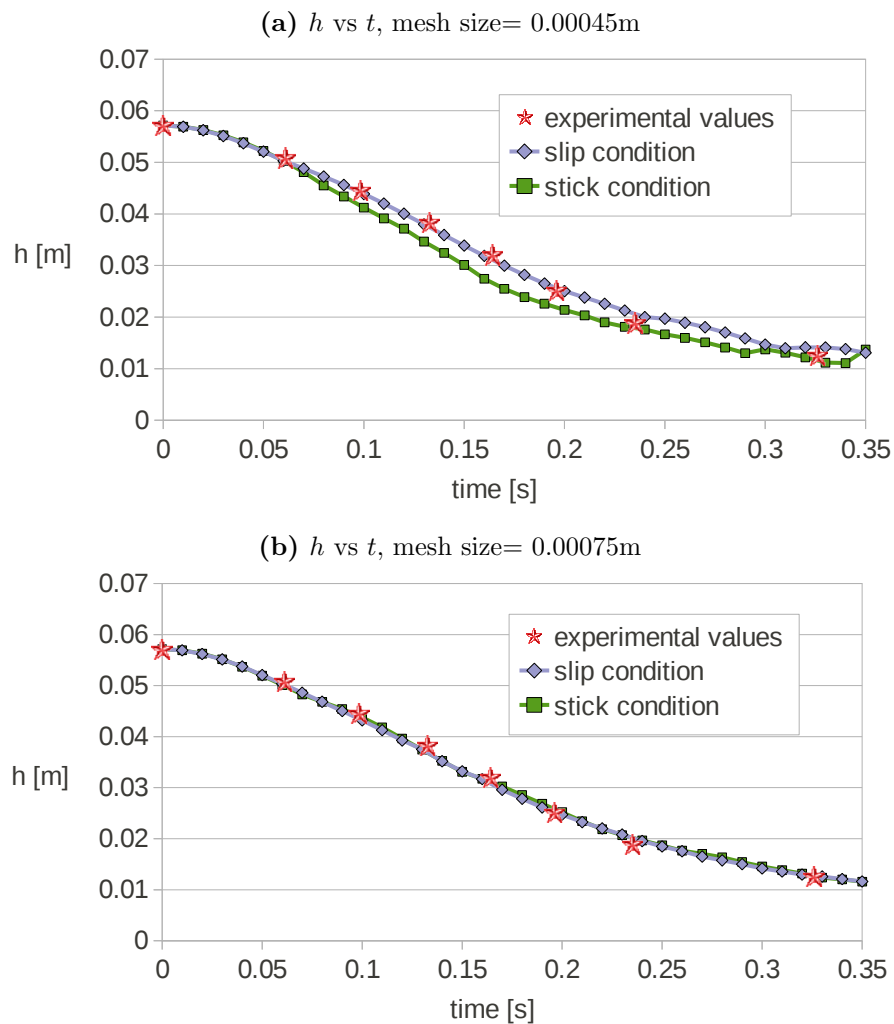 (a) h vs t, mesh size= 0.00045m
0.07
0.06
0.05
0.04
0.03
0.02
0.01
0
h [m]
experimental values
slip condition
stick condition
0 0.05 0.1 0.15 0.2 0.25 0.3 0.35
time [s]
(b) h vs t, mesh size= 0.00075m
0.07
0.06
0.05
0.04
0.03
0.02
0.01
0
h [m]
experimental values
slip condition
stick condition
0 0.05 0.1 0.15 0.2 0.25 0.3 0.35
time [s]